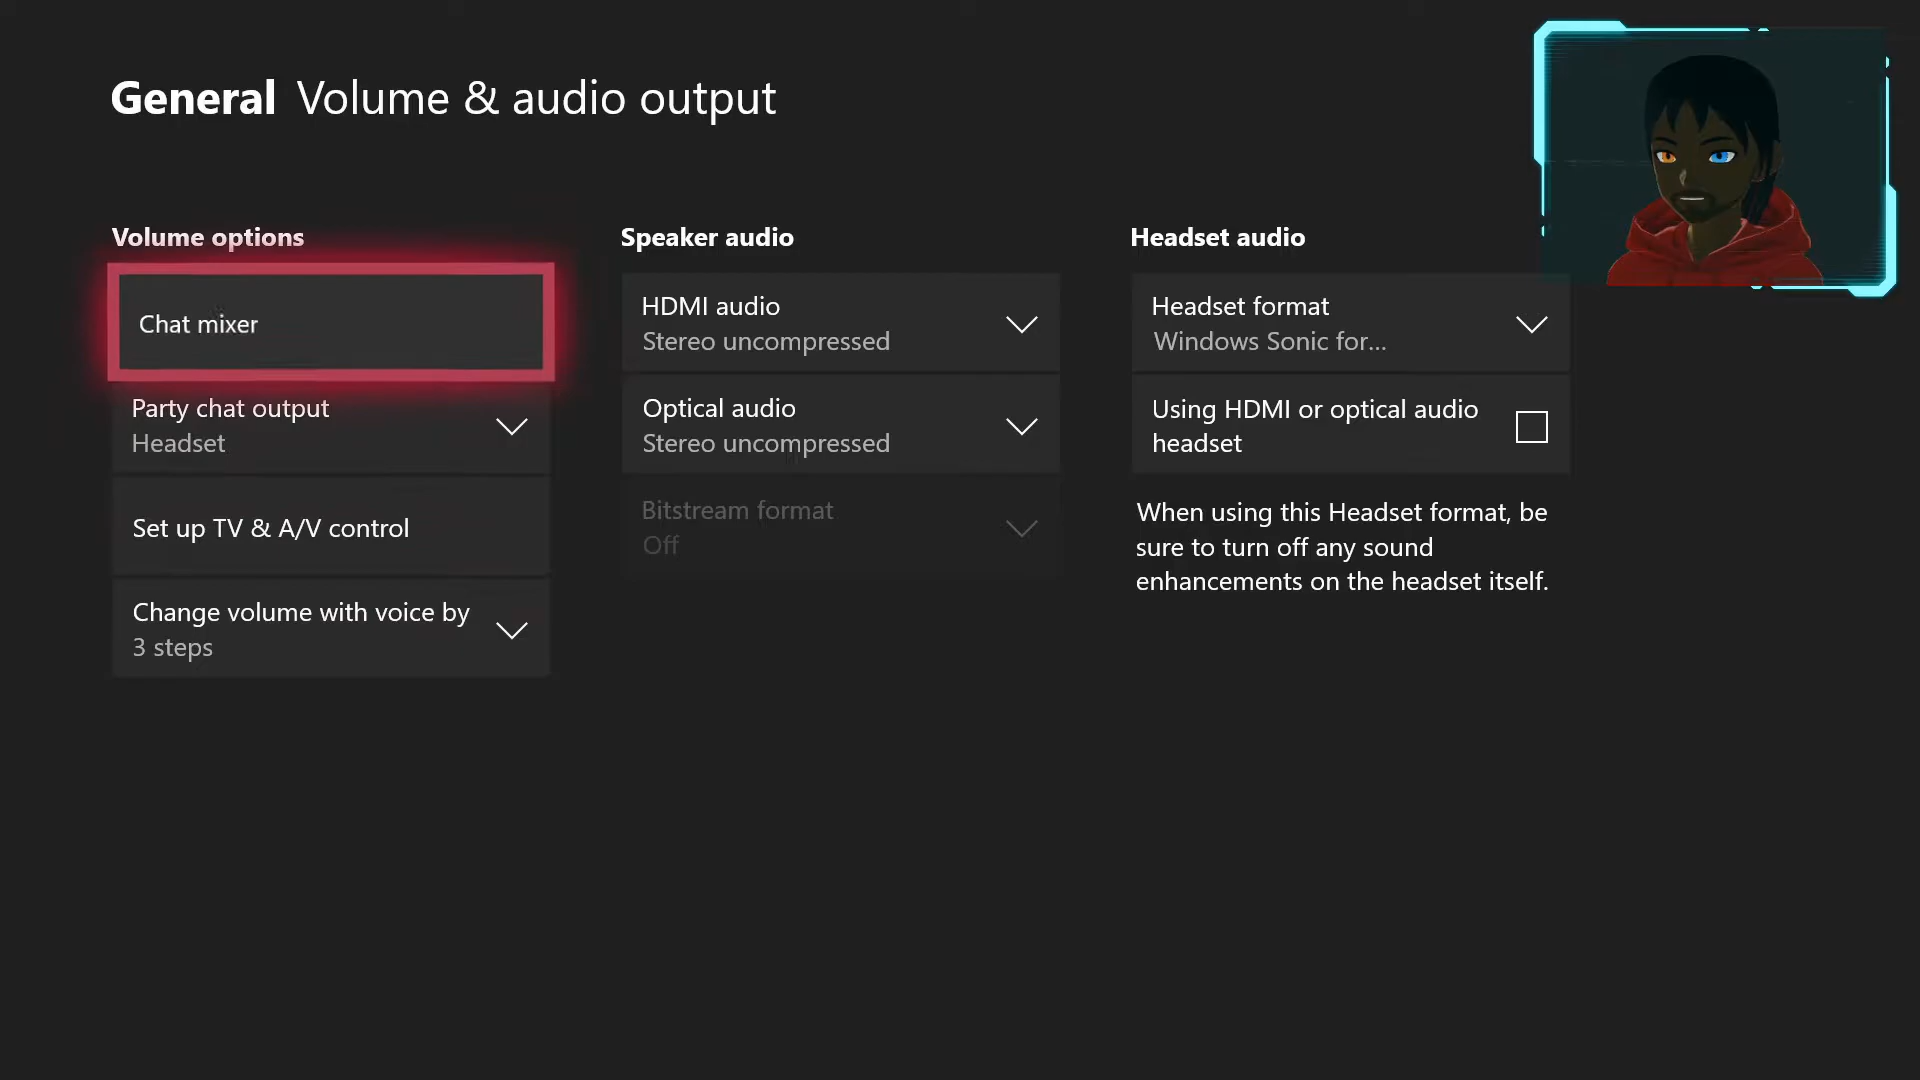 General Volume & audio output
Volume options
Chat mixer
Party chat output
Headset
Set up TV & A/V control
Change volume with voice by
3 steps
Speaker audio
HDMI audio
Stereo uncompressed
Optical audio
Stereo uncompressed
Bitstream format
Off
Headset audio
Headset format
Windows Sonic for...
Using HDMI or optical audio
headset
When using this Headset format, be
sure to turn off any sound
enhancements on the headset itself.